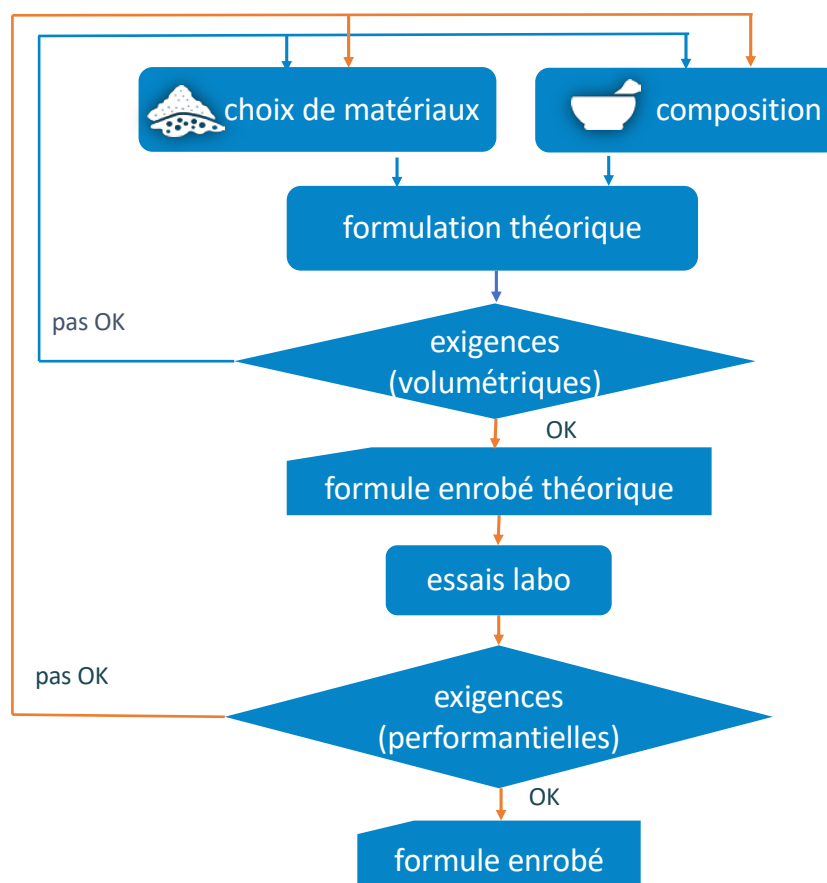 choix de matériaux
composition
formulation théorique
pas OK
exigences
(volumétriques)
OK
formule enrobé théorique
essais labo
pas OK
exigences
(performantielles)
OK
formule enrobé